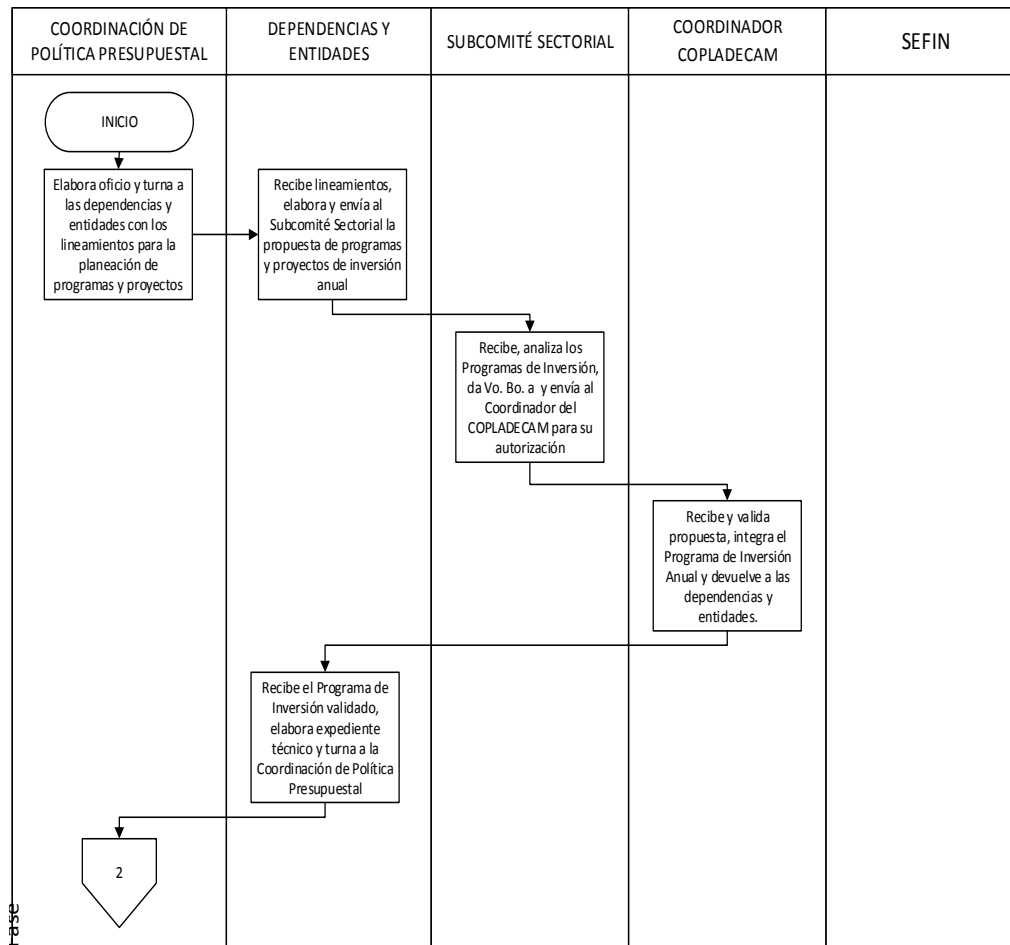 COORDINACIÓN DE
POLÍTICA PRESUPUESTAL
DEPENDENCIAS Y
ENTIDADES
SUBCOMITÉ SECTORIAL
COORDINADOR
COPLADECAM
SEFIN
INICIO
Elabora oficio y turna a
las dependencias y
entidades con los
lineamientos para la
planeación de
programas y proyectos
Recibe lineamientos,
elabora y envía al
Subcomité Sectorial la
propuesta de programas
y proyectos de inversión
anual
Recibe, analiza los
Programas de Inversión,
da Vo. Bo. a y envía al
Coordinador del
COPLADECAM para su
autorización
Recibe y valida
propuesta, integra el
Programa de Inversión
Anual y devuelve a las
dependencias y
entidades.
Recibe el Programa de
Inversión validado,
elabora expediente
técnico y turna a la
Coordinación de Política
Presupuestal
2
Fase